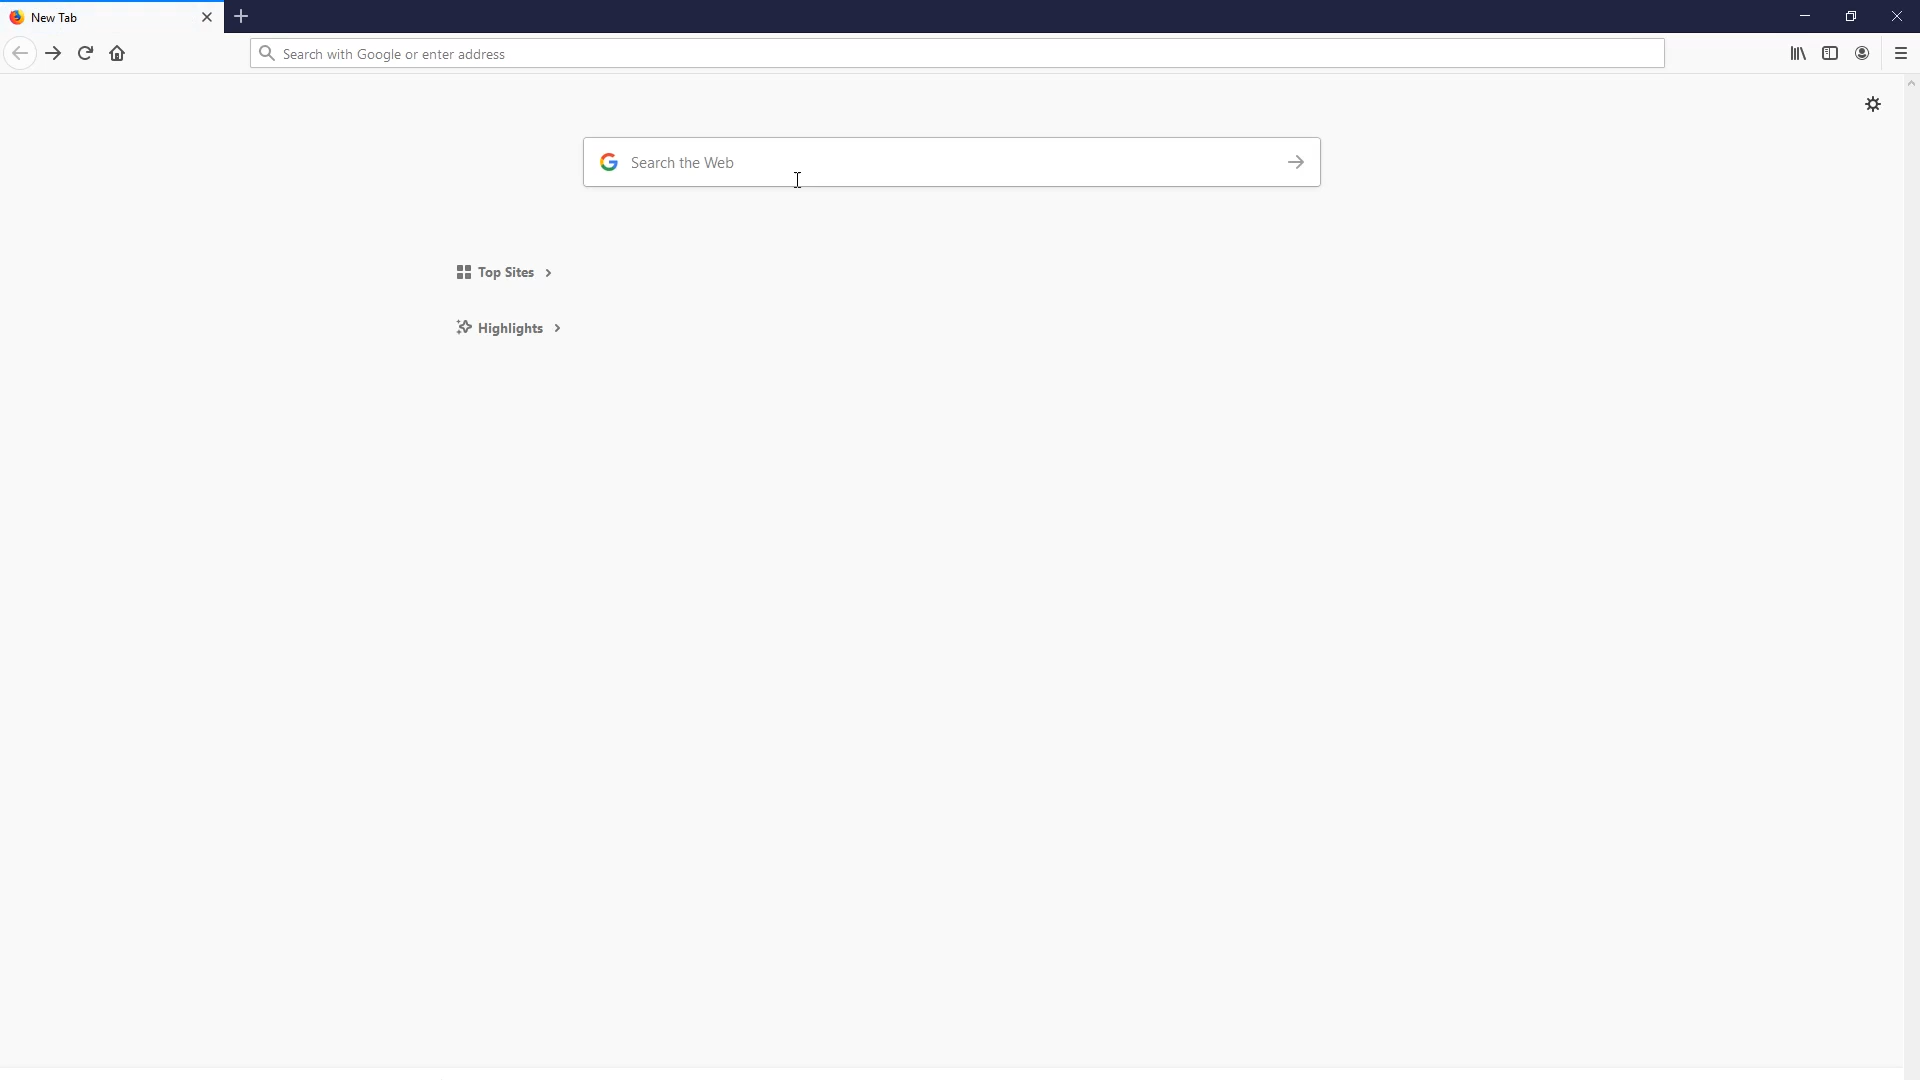 New Tab
Search with Google or enter address
Search the Web
Top Sites
Highlights